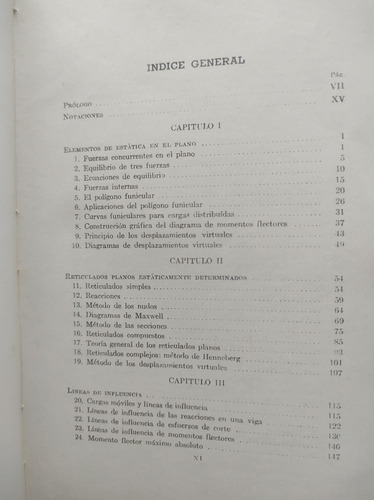 INDICE GENERAL
Pág.
PRÓLOGO VII
NOTACIONES XV
CAPITULO I
ELEMENTOS DE ESTÁTICA EN EL PLANO 1
1. Fuerzas concurrentes en el plano 1
2. Equilibrio de tres fuerzas 5
3. Ecuaciones de equilibrio 10
4. Fuerzas internas 15
5. El polígono funicular 20
6. Aplicaciones del polígono funicular 26
7. Curvas funiculares para cargas distribuídas 31
8. Construcción gráfica del diagrama de momentos flectores 37
9. Principio de los desplazamientos virtuales 43
10. Diagramas de desplazamientos virtuales 49
CAPITULO II
RETICULADOS PLANOS ESTÁTICAMENTE DETERMINADOS 54
11. Reticulados simples 54
12. Reacciones 59
13. Método de los nudos 64
14. Diagramas de Maxwell 69
15. Método de las secciones 75
16. Reticulados compuestos 85
17. Teoría general de los reticulados planos 93
18. Reticulados complejos: método de Henneberg 101
19. Método de los desplazamientos virtuales 107
CAPITULO III
LÍNEAS DE INFLUENCIA 115
20. Cargas móviles y líneas de influencia 115
21. Líneas de influencia de las reacciones en una viga 122
22. Líneas de influencia de esfuerzos de corte 130
23. Líneas de influencia de momentos flectores 146
24. Momento flector máximo absoluto 147
XI